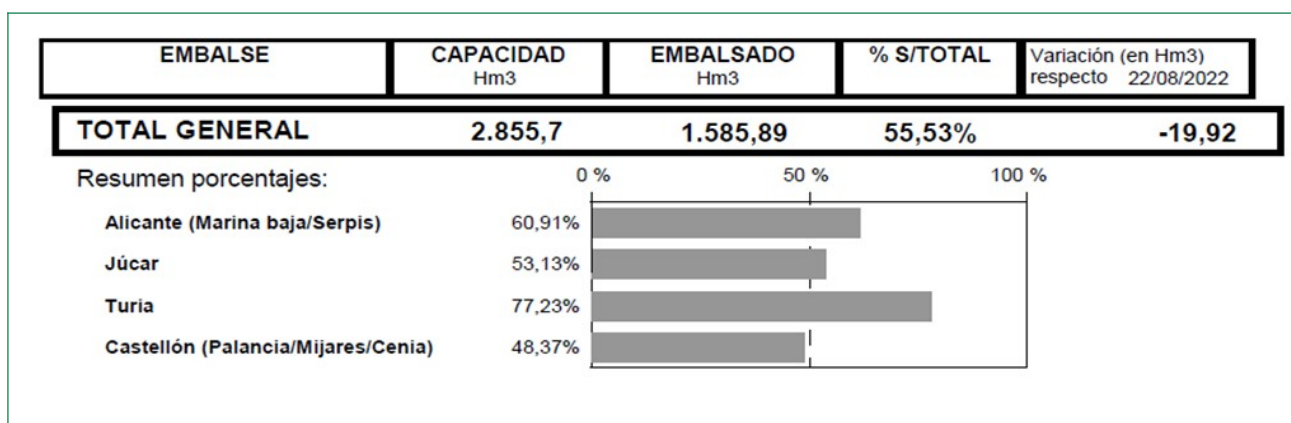 EMBALSE CAPACIDAD EMBALSADO % S/TOTAL Variación (en Hm3)
Hm3 Hm3 respecto 22/08/2022
TOTAL GENERAL 2.855,7 1.585,89 55,53% -19,92
Resumen porcentajes: 0 % 50 % 100 %
Alicante (Marina baja/Serpis) 60,91%
Júcar 53,13%
Turia 77,23%
Castellón (Palancia/Mijares/Cenia) 48,37%